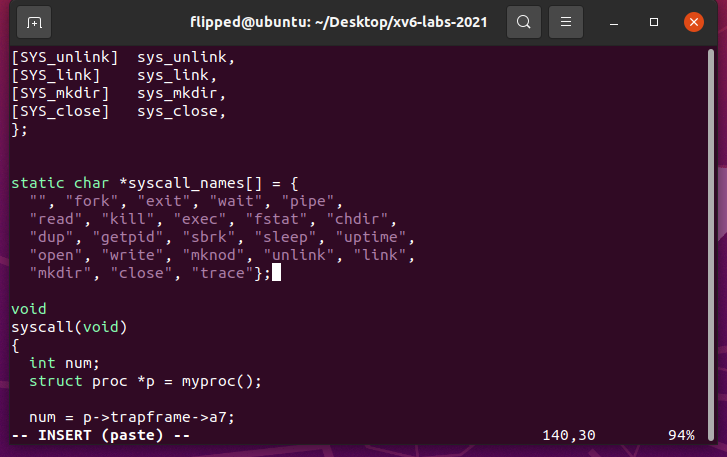 flipped@ubuntu: ~/Desktop/xv6-labs-2021
[SYS_unlink]  sys_unlink,
[SYS_link]    sys_link,
[SYS_mkdir]   sys_mkdir,
[SYS_close]   sys_close,
};
static char *syscall_names[] = {
  "", "fork", "exit", "wait", "pipe",
  "read", "kill", "exec", "fstat", "chdir",
  "dup", "getpid", "sbrk", "sleep", "uptime",
  "open", "write", "mknod", "unlink", "link",
  "mkdir", "close", "trace"};
void
syscall(void)
{
  int num;
  struct proc *p = myproc();
  num = p->trapframe->a7;
-- INSERT (paste) --                                 140,30        94%